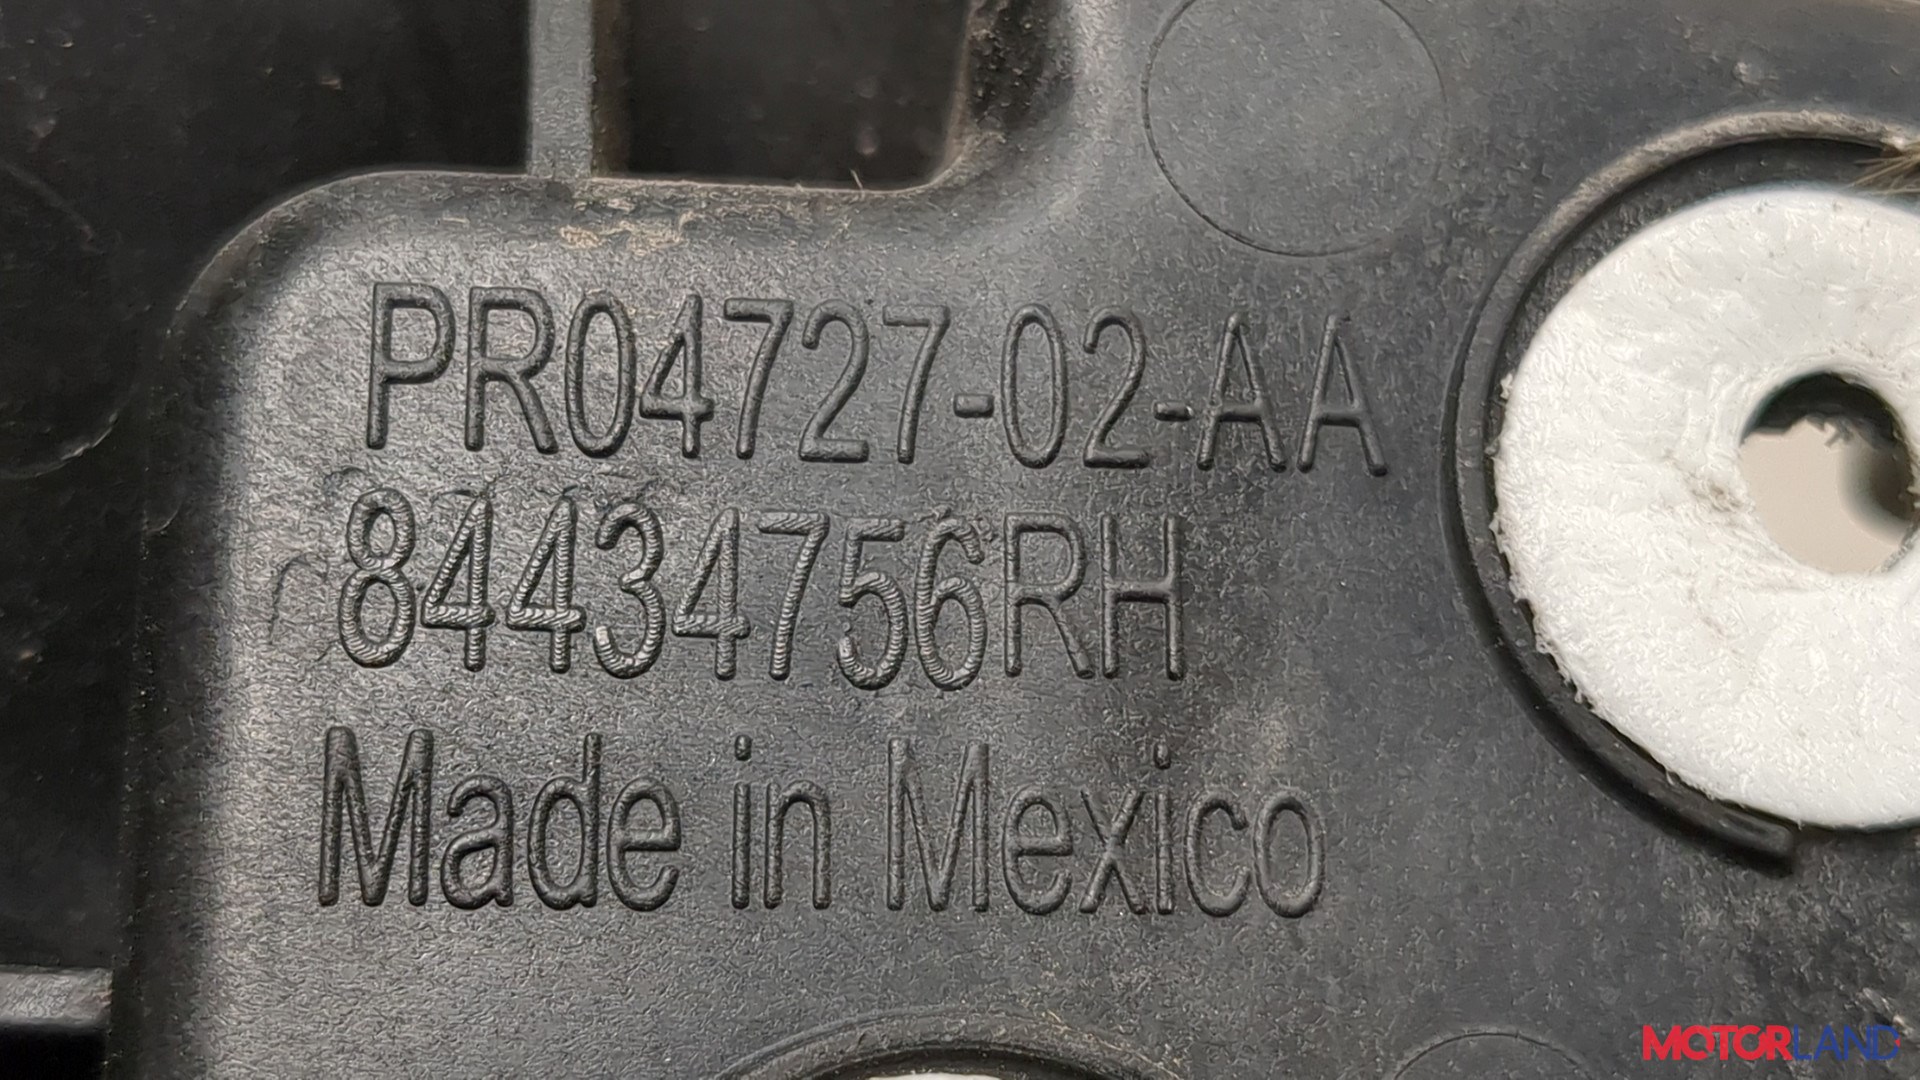 PR04727-02-AA
84434756RH
Made in Mexico
MOTORLAND